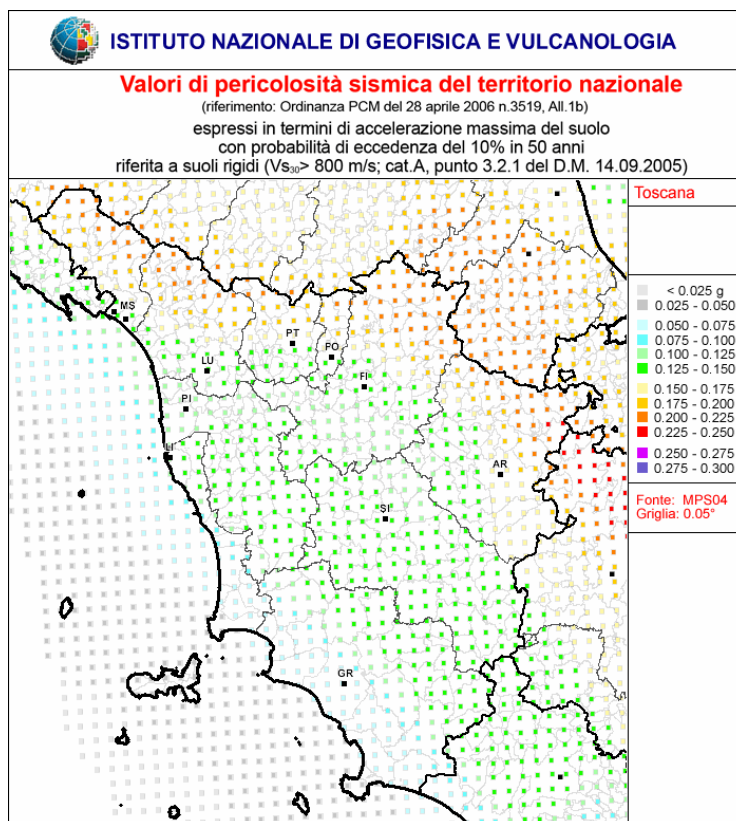 ISTITUTO NAZIONALE DI GEOFISICA E VULCANOLOGIA
Valori di pericolosità sismica del territorio nazionale
(riferimento: Ordinanza PCM del 28 aprile 2006 n.3519, All.1b)
espressi in termini di accelerazione massima del suolo
con probabilità di eccedenza del 10% in 50 anni
riferita a suoli rigidi (Vs₃₀> 800 m/s; cat.A, punto 3.2.1 del D.M. 14.09.2005)
Toscana
< 0.025 g
0.025 - 0.050
0.050 - 0.075
0.075 - 0.100
0.100 - 0.125
0.125 - 0.150
0.150 - 0.175
0.175 - 0.200
0.200 - 0.225
0.225 - 0.250
0.250 - 0.275
0.275 - 0.300
Fonte: MPS04
Griglia: 0.05°
MS
PT
PO
LU
FI
PI
LI
AR
SI
GR